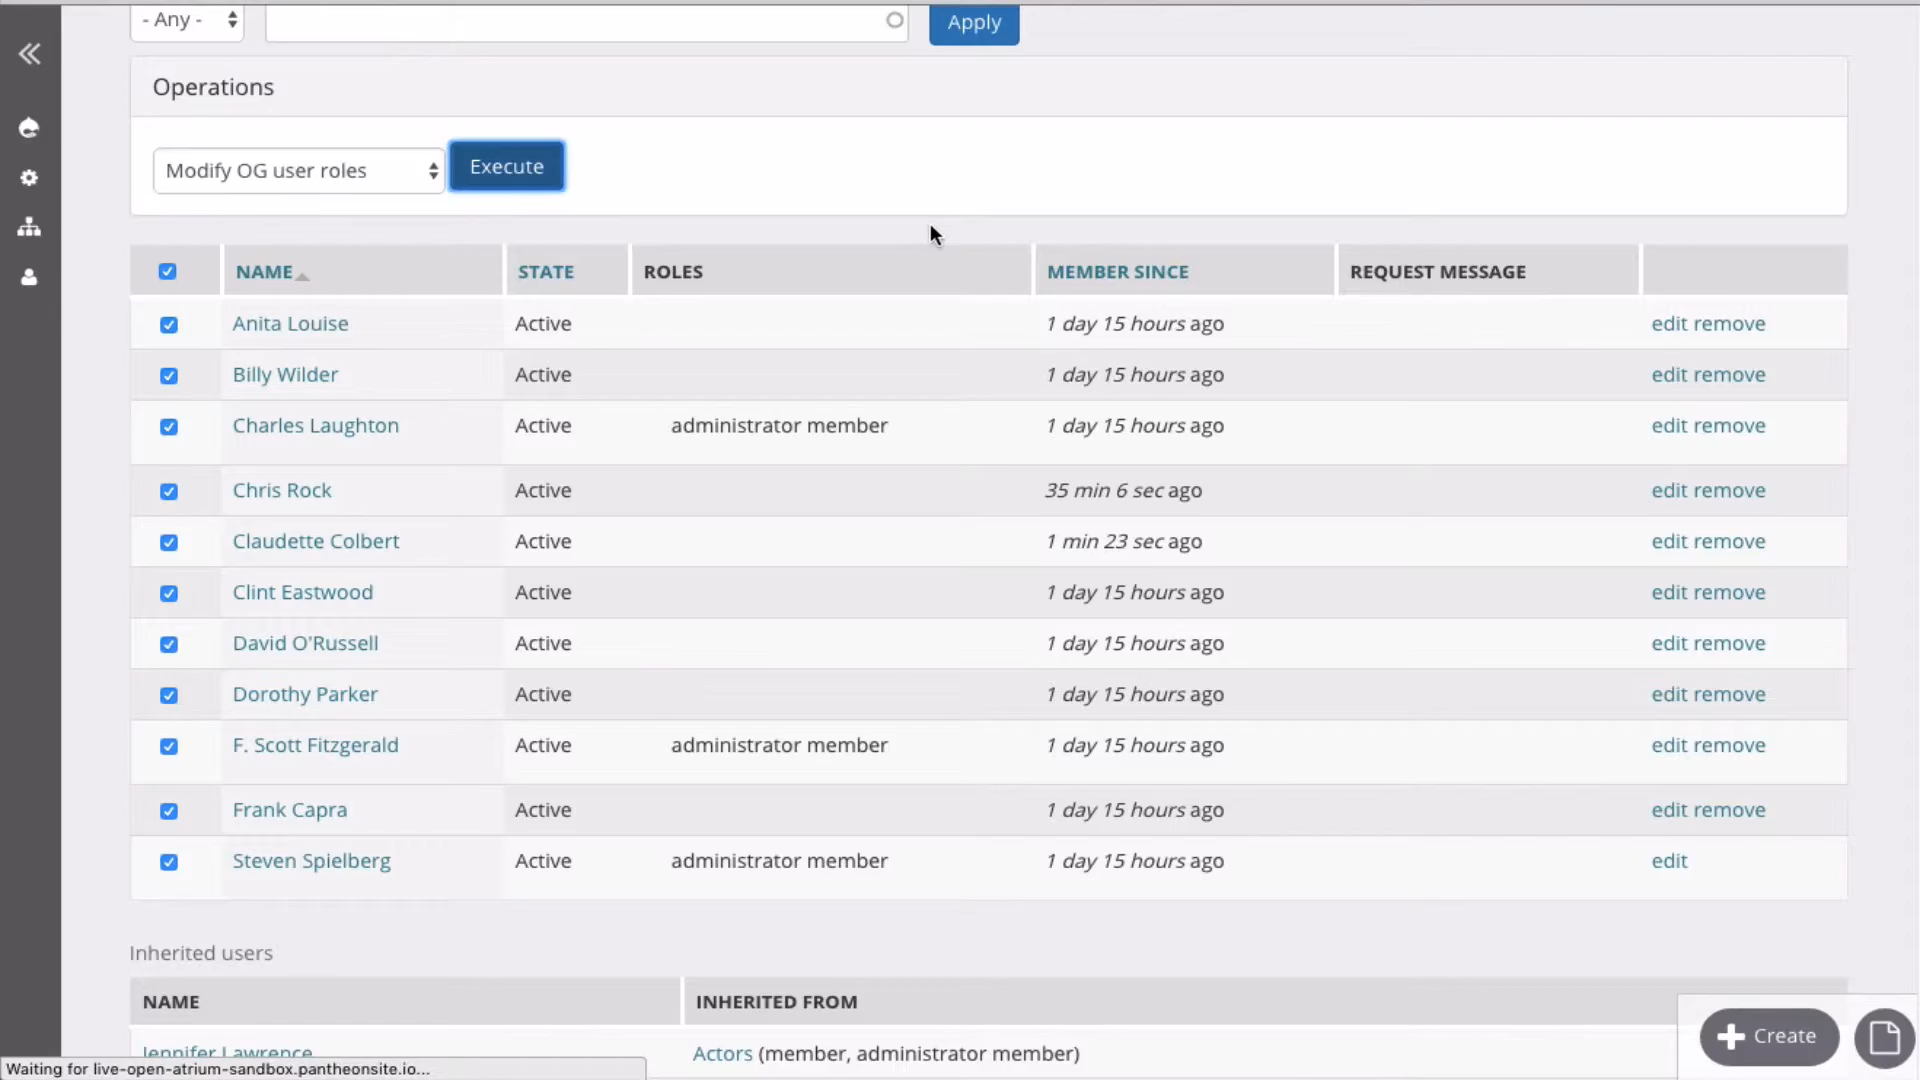 - Any -
Apply
Operations
Modify OG user roles Execute
NAME STATE ROLES MEMBER SINCE REQUEST MESSAGE
Anita Louise Active 1 day 15 hours ago edit remove
Billy Wilder Active 1 day 15 hours ago edit remove
Charles Laughton Active administrator member 1 day 15 hours ago edit remove
Chris Rock Active 35 min 6 sec ago edit remove
Claudette Colbert Active 1 min 23 sec ago edit remove
Clint Eastwood Active 1 day 15 hours ago edit remove
David O'Russell Active 1 day 15 hours ago edit remove
Dorothy Parker Active 1 day 15 hours ago edit remove
F. Scott Fitzgerald Active administrator member 1 day 15 hours ago edit remove
Frank Capra Active 1 day 15 hours ago edit remove
Steven Spielberg Active administrator member 1 day 15 hours ago edit
Inherited users
NAME INHERITED FROM
Jennifer Lawrence Actors (member, administrator member)
Create
Waiting for live-open-atrium-sandbox.pantheonsite.io...